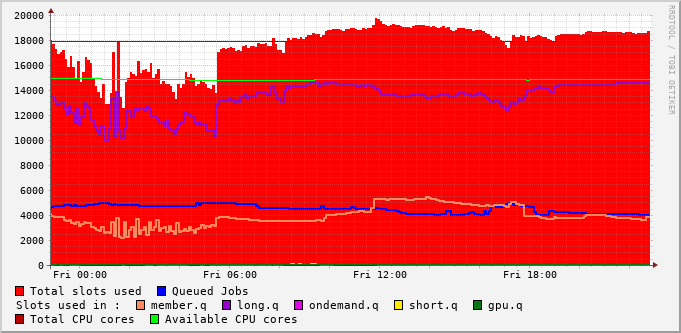 20000
18000
16000
14000
12000
10000
8000
6000
4000
2000
0
Fri 00:00 Fri 06:00 Fri 12:00 Fri 18:00
RRDTOOL / TOBI OETIKER
Total slots used Queued Jobs
Slots used in : member.q long.q ondemand.q short.q gpu.q
Total CPU cores Available CPU cores